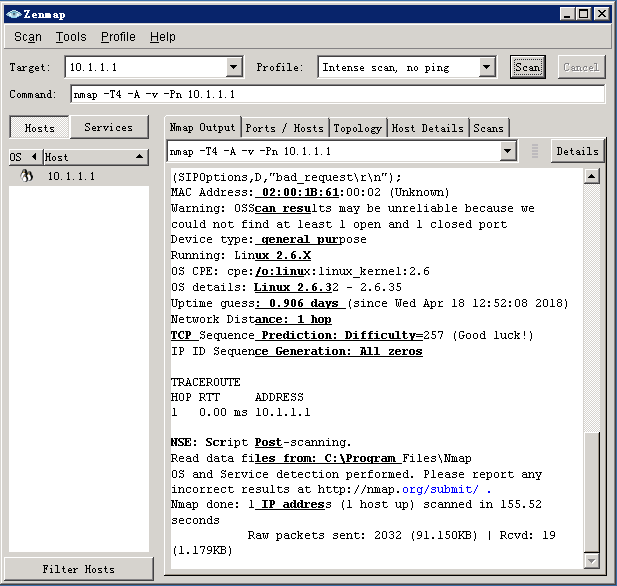 Zenmap
Scan Tools Profile Help
Target: 10.1.1.1 Profile: Intense scan, no ping Scan Cancel
Command: nmap -T4 -A -v -Pn 10.1.1.1
Hosts Services
Nmap Output Ports / Hosts Topology Host Details Scans
OS Host
nmap -T4 -A -v -Pn 10.1.1.1 Details
10.1.1.1
(SIPOptions,D,"bad_request\r\n");
MAC Address: 02:00:1B:61:00:02 (Unknown)
Warning: OSScan results may be unreliable because we
could not find at least 1 open and 1 closed port
Device type: general purpose
Running: Linux 2.6.X
OS CPE: cpe:/o:linux:linux_kernel:2.6
OS details: Linux 2.6.32 - 2.6.35
Uptime guess: 0.906 days (since Wed Apr 18 12:52:08 2018)
Network Distance: 1 hop
TCP Sequence Prediction: Difficulty=257 (Good luck!)
IP ID Sequence Generation: All zeros
TRACEROUTE
HOP RTT ADDRESS
1 0.00 ms 10.1.1.1
NSE: Script Post-scanning.
Read data files from: C:\Program Files\Nmap
OS and Service detection performed. Please report any
incorrect results at http://nmap.org/submit/ .
Nmap done: 1 IP address (1 host up) scanned in 155.52
seconds
Raw packets sent: 2032 (91.150KB) | Rcvd: 19
(1.179KB)
Filter Hosts